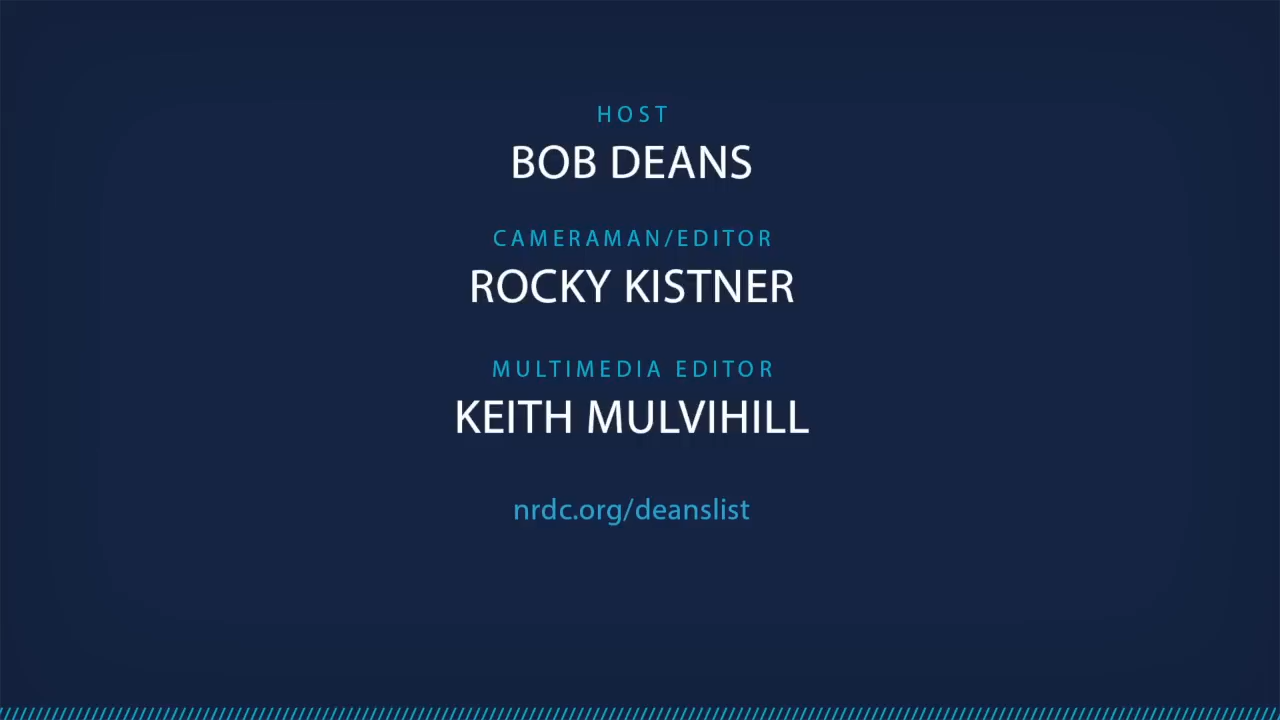 HOST
BOB DEANS
CAMERAMAN/EDITOR
ROCKY KISTNER
MULTIMEDIA EDITOR
KEITH MULVIHILL
nrdc.org/deanslist